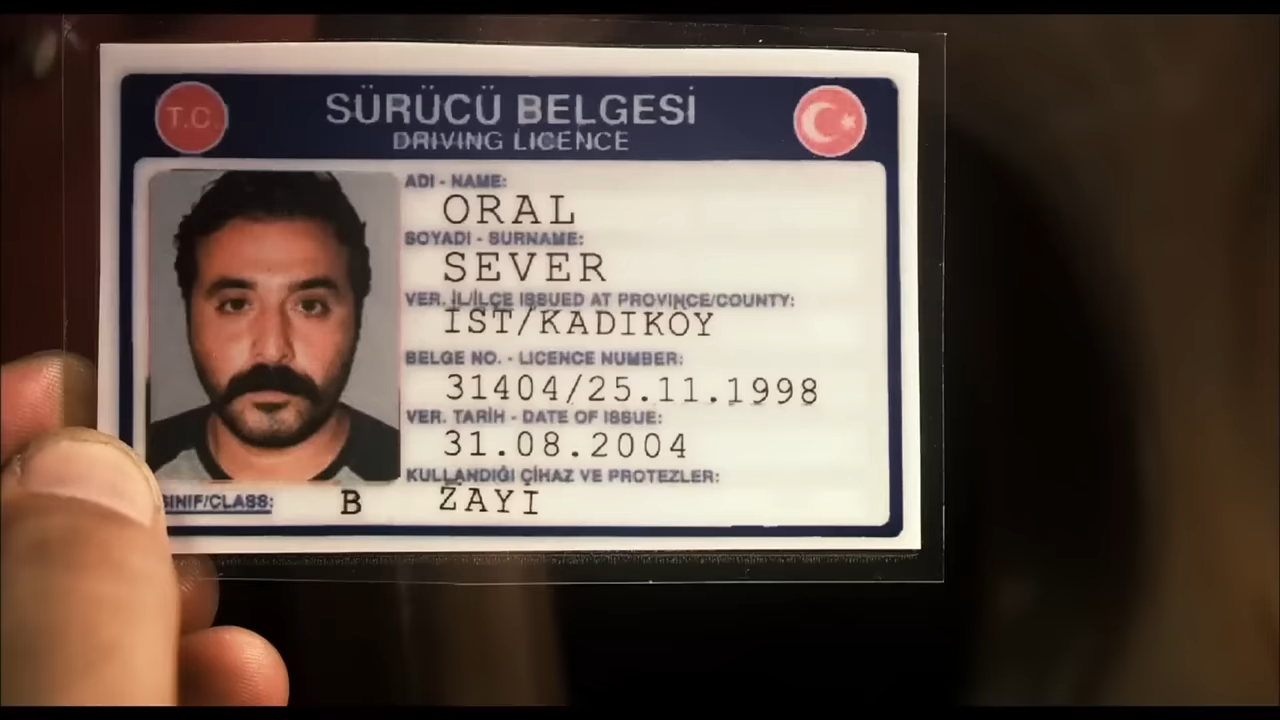 T.C.
SÜRÜCÜ BELGESİ
DRIVING LICENCE
ADI - NAME:
ORAL
SOYADI - SURNAME:
SEVER
VER. İL/İLÇE ISSUED AT PROVINCE/COUNTY:
İST/KADIKÖY
BELGE NO. - LICENCE NUMBER:
31404/25.11.1998
VER. TARİH - DATE OF ISSUE:
31.08.2004
KULLANDIĞI CİHAZ VE PROTEZLER:
ZAYI
SINIF/CLASS: B